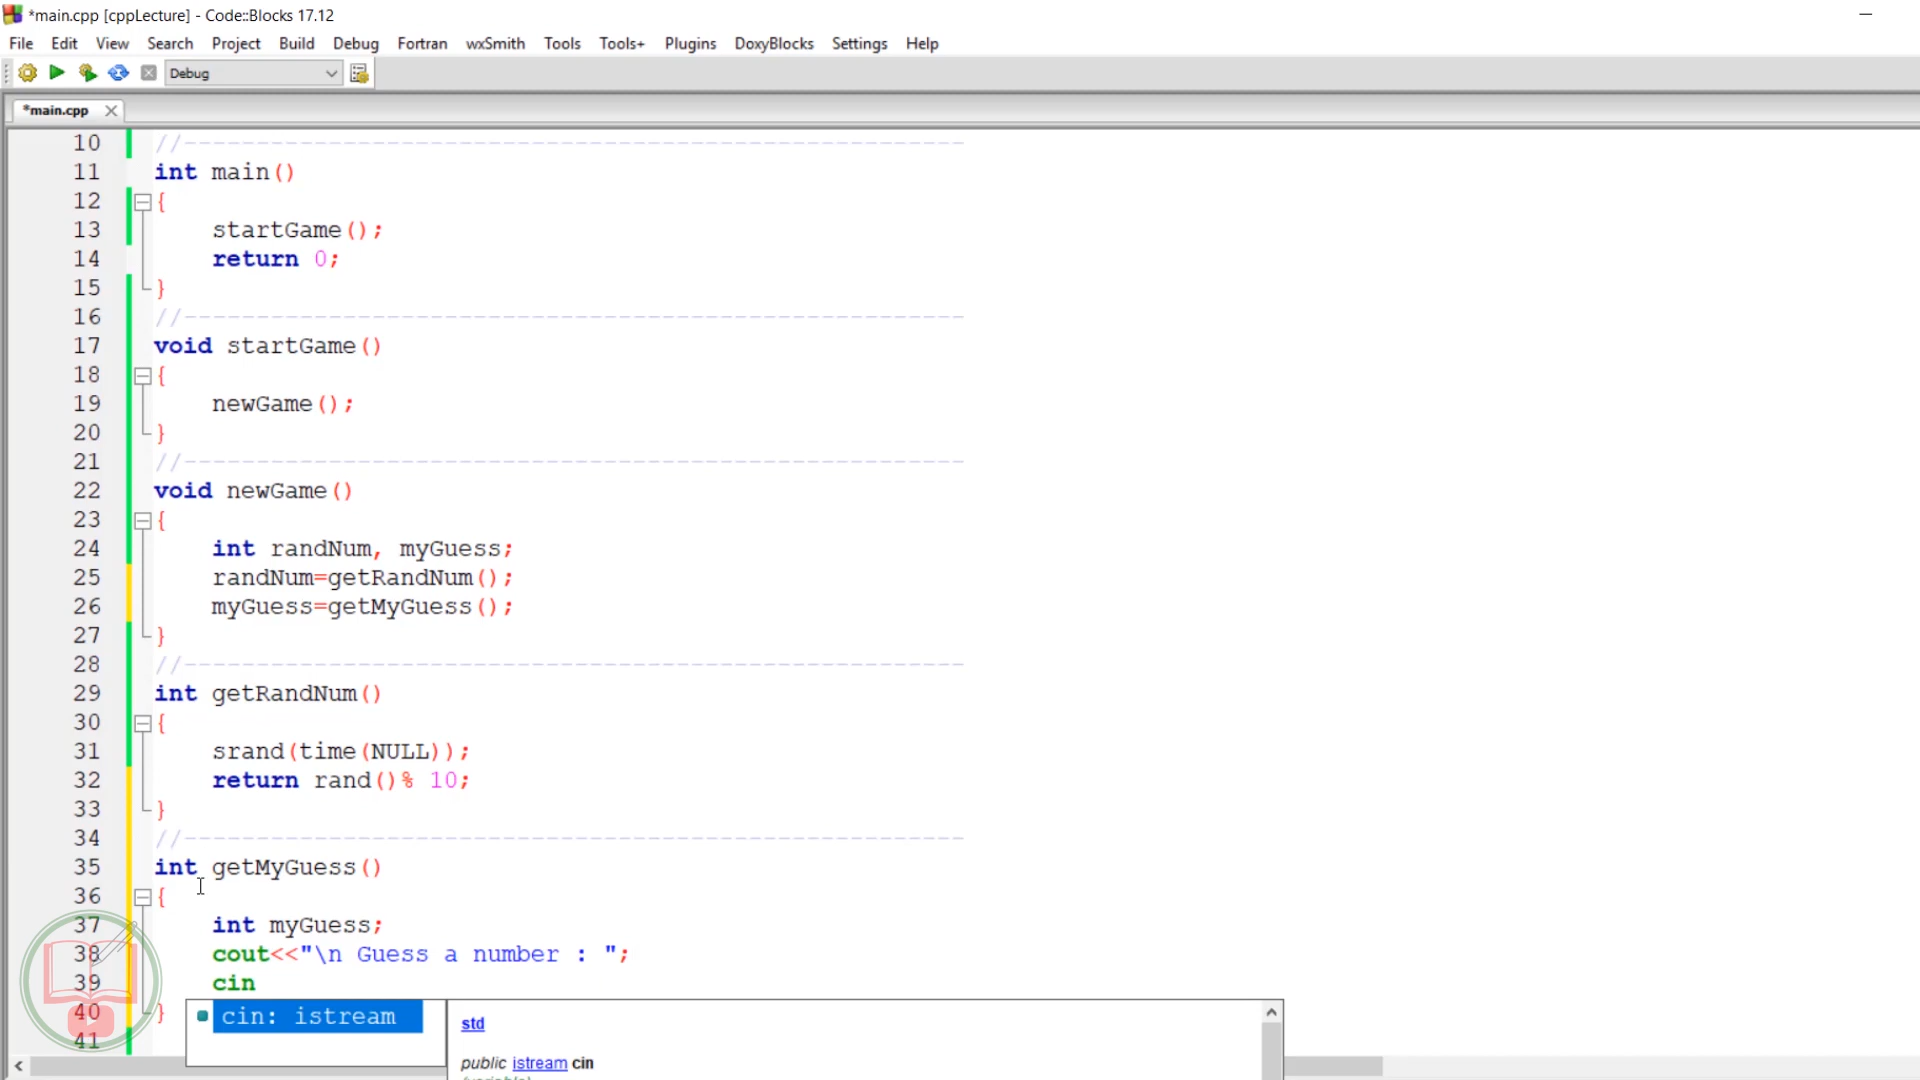 *main.cpp [cppLecture] - Code::Blocks 17.12
File Edit View Search Project Build Debug Fortran wxSmith Tools Tools+ Plugins DoxyBlocks Settings Help
Debug
*main.cpp
10 //------------------------------------------------------
11 int main()
12 {
13 startGame();
14 return 0;
15 }
16 //------------------------------------------------------
17 void startGame()
18 {
19 newGame();
20 }
21 //------------------------------------------------------
22 void newGame()
23 {
24 int randNum, myGuess;
25 randNum=getRandNum();
26 myGuess=getMyGuess();
27 }
28 //------------------------------------------------------
29 int getRandNum()
30 {
31 srand(time(NULL));
32 return rand()% 10;
33 }
34 //------------------------------------------------------
35 int getMyGuess()
36 {
37 int myGuess;
38 cout<<"\n Guess a number : ";
39 cin
40 }
41
cin: istream
std
public istream cin
(variable)